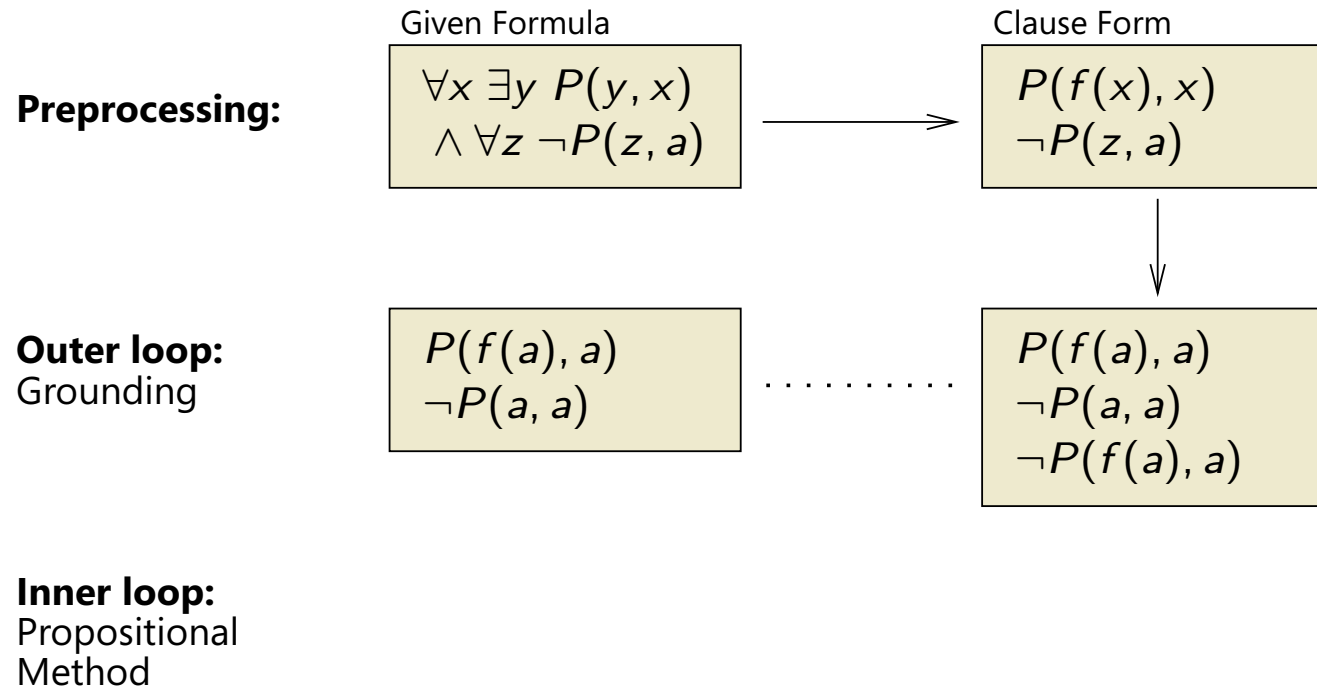 Given Formula
Clause Form
Preprocessing:
∀x ∃y P(y, x)
∧ ∀z ¬P(z, a)
P(f(x), x)
¬P(z, a)
Outer loop:
Grounding
P(f(a), a)
¬P(a, a)
. . . . . . . . . .
P(f(a), a)
¬P(a, a)
¬P(f(a), a)
Inner loop:
Propositional
Method